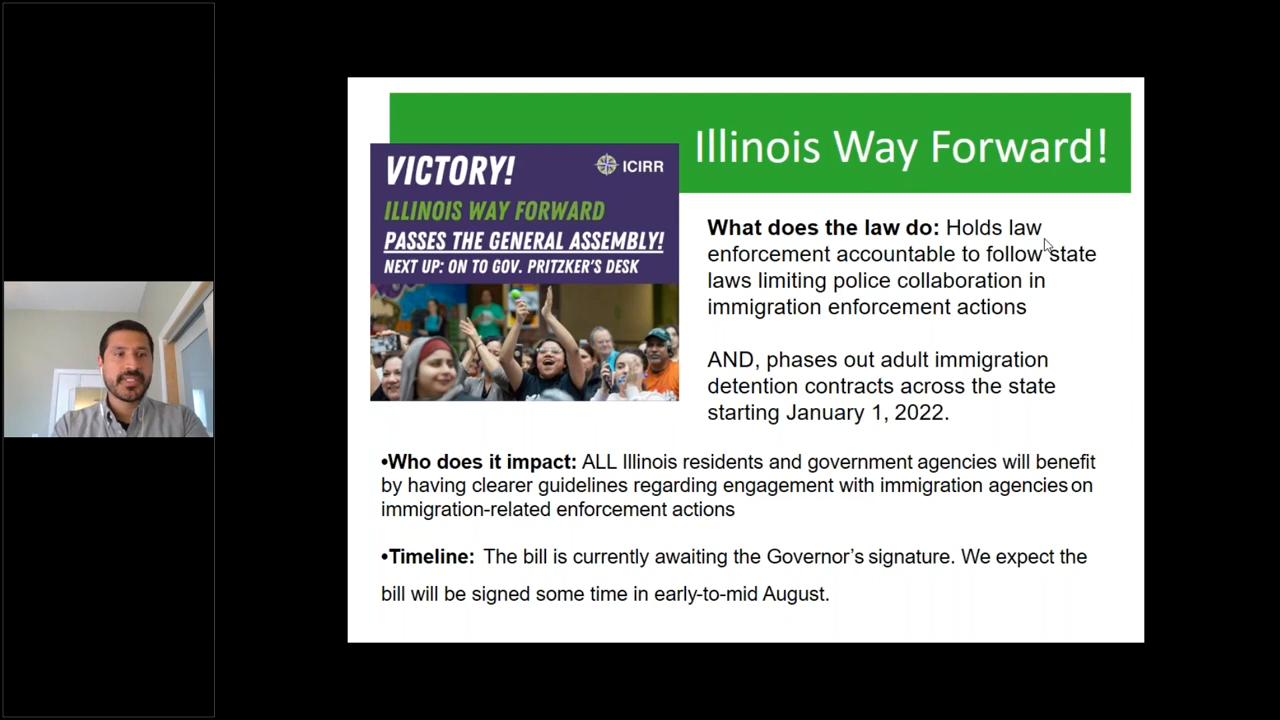 Illinois Way Forward!
VICTORY!
ICIRR
ILLINOIS WAY FORWARD
PASSES THE GENERAL ASSEMBLY!
NEXT UP: ON TO GOV. PRITZKER'S DESK
What does the law do: Holds law
enforcement accountable to follow state
laws limiting police collaboration in
immigration enforcement actions
AND, phases out adult immigration
detention contracts across the state
starting January 1, 2022.
•Who does it impact: ALL Illinois residents and government agencies will benefit
by having clearer guidelines regarding engagement with immigration agencies on
immigration-related enforcement actions
•Timeline: The bill is currently awaiting the Governor's signature. We expect the
bill will be signed some time in early-to-mid August.